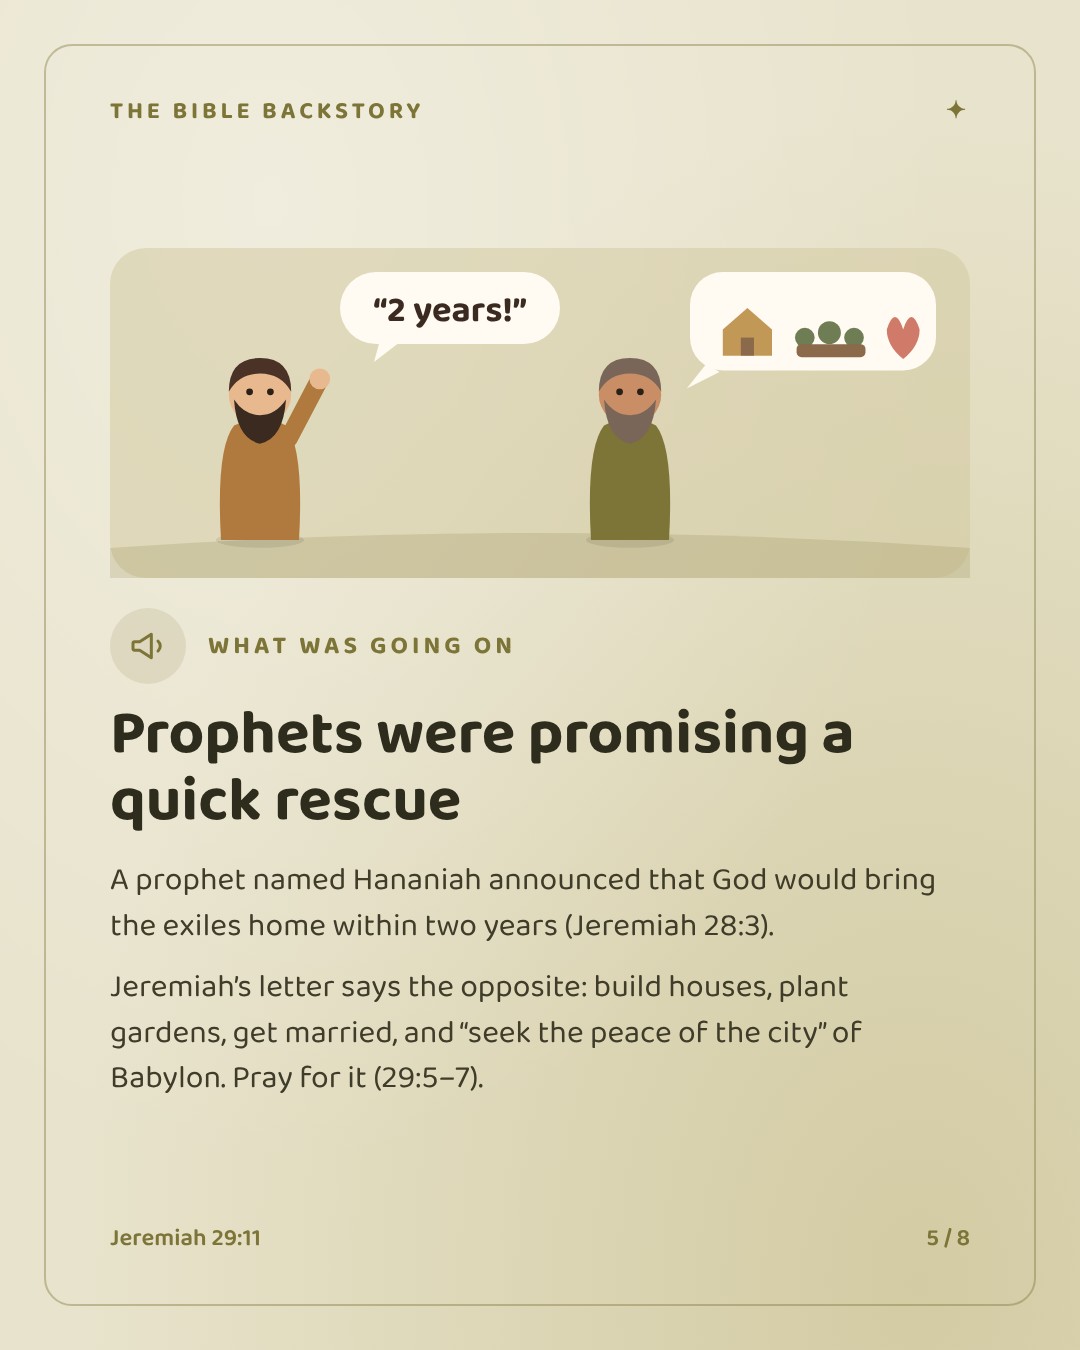 THE BIBLE BACKSTORY
“2 years!”
WHAT WAS GOING ON
Prophets were promising a
quick rescue
A prophet named Hananiah announced that God would bring
the exiles home within two years (Jeremiah 28:3).
Jeremiah’s letter says the opposite: build houses, plant
gardens, get married, and “seek the peace of the city” of
Babylon. Pray for it (29:5–7).
Jeremiah 29:11
5 / 8